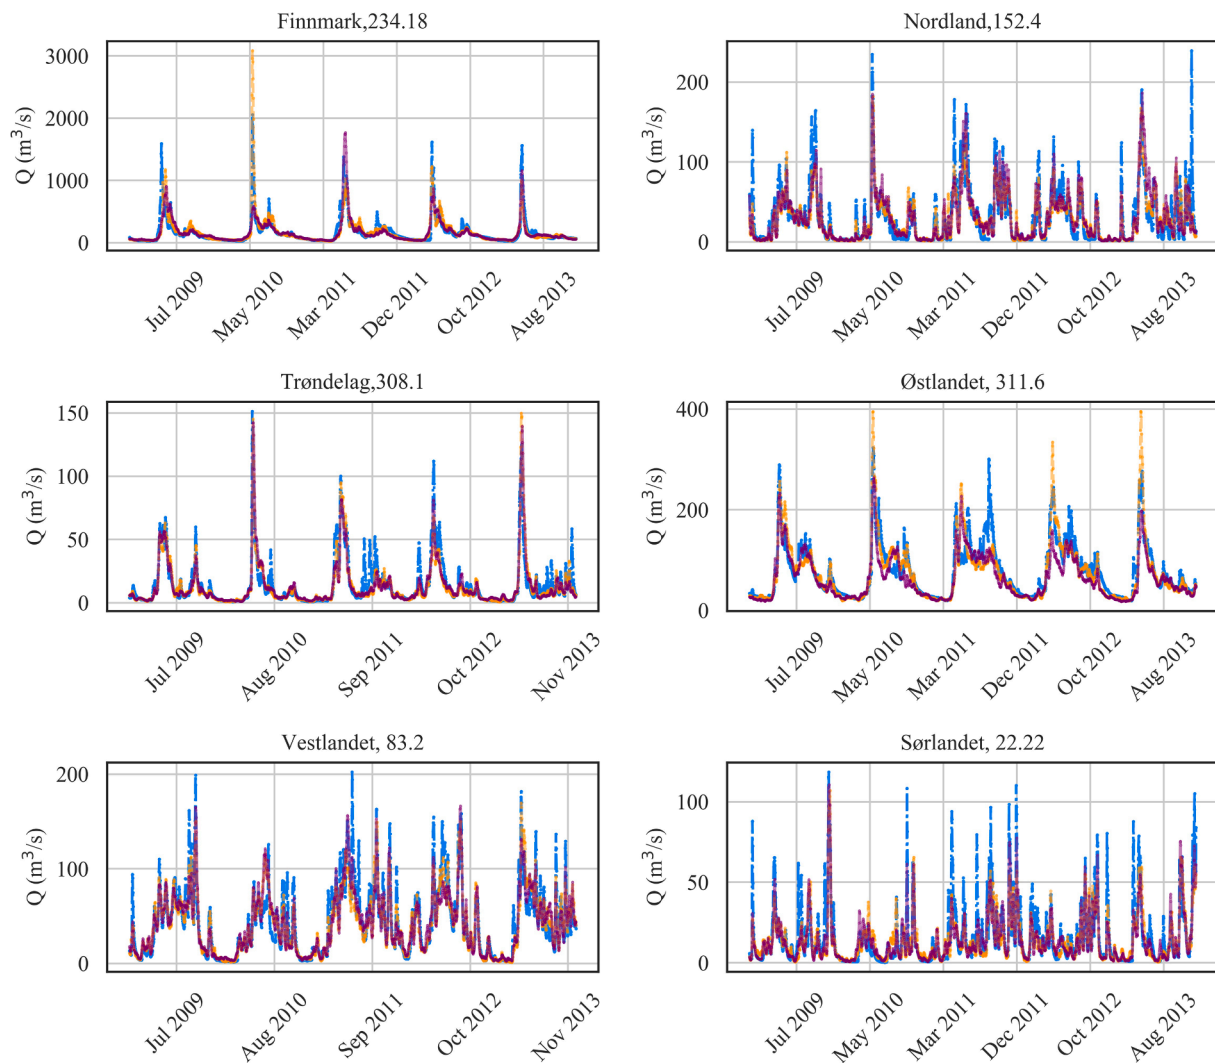 Finnmark,234.18
Q (m³/s)
3000
2000
1000
0
Jul 2009
May 2010
Mar 2011
Dec 2011
Oct 2012
Aug 2013
Nordland,152.4
Q (m³/s)
200
100
0
Jul 2009
May 2010
Mar 2011
Dec 2011
Oct 2012
Aug 2013
Trøndelag,308.1
Q (m³/s)
150
100
50
0
Jul 2009
Aug 2010
Sep 2011
Oct 2012
Nov 2013
Østlandet, 311.6
Q (m³/s)
400
200
0
Jul 2009
May 2010
Mar 2011
Dec 2011
Oct 2012
Aug 2013
Vestlandet, 83.2
Q (m³/s)
200
100
0
Jul 2009
Aug 2010
Sep 2011
Oct 2012
Nov 2013
Sørlandet, 22.22
Q (m³/s)
100
50
0
Jul 2009
May 2010
Mar 2011
Dec 2011
Oct 2012
Aug 2013